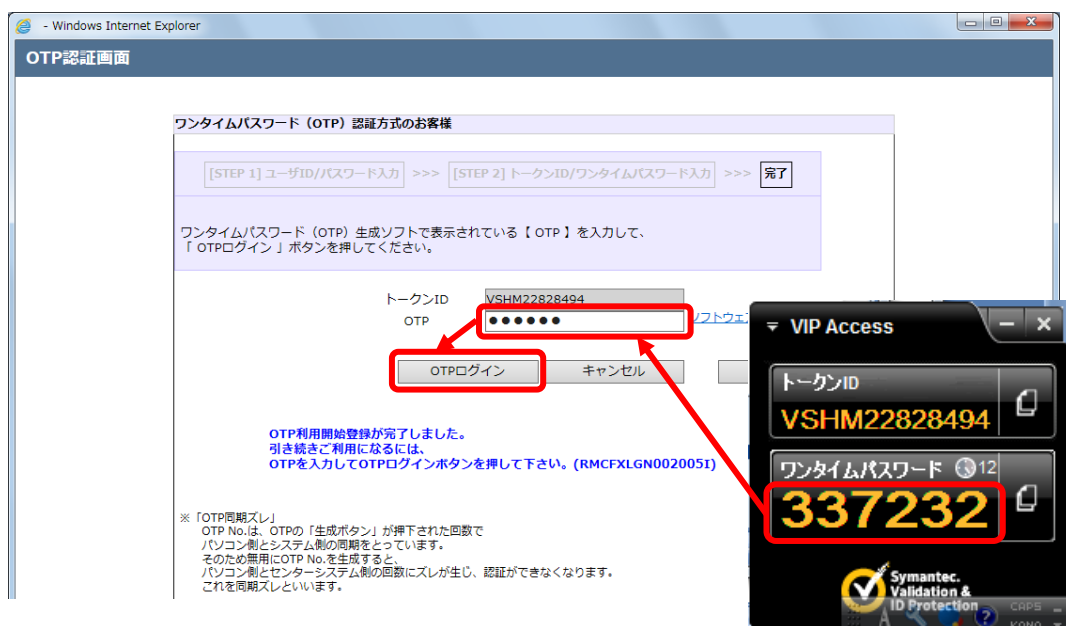 - Windows Internet Explorer
OTP認証画面
ワンタイムパスワード（OTP）認証方式のお客様
[STEP 1] ユーザID/パスワード入力 >>> [STEP 2] トークンID/ワンタイムパスワード入力 >>> 完了
ワンタイムパスワード（OTP）生成ソフトで表示されている【 OTP 】を入力して、
「 OTPログイン 」ボタンを押してください。
トークンID VSHM22828494
OTP ●●●●●●
OTPログイン キャンセル
OTP利用開始登録が完了しました。
引き続きご利用になるには、
OTPを入力してOTPログインボタンを押して下さい。(RMCFXLGN002005I)
※「OTP同期ズレ」
OTP No.は、OTPの「生成ボタン」が押下された回数で
パソコン側とシステム側の同期をとっています。
そのため無用にOTP No.を生成すると、
パソコン側とセンターシステム側の回数にズレが生じ、認証ができなくなります。
これを同期ズレといいます。
VIP Access
トークンID
VSHM22828494
ワンタイムパスワード 12
337232
Symantec.
Validation &
ID Protection
CAPS
KANA